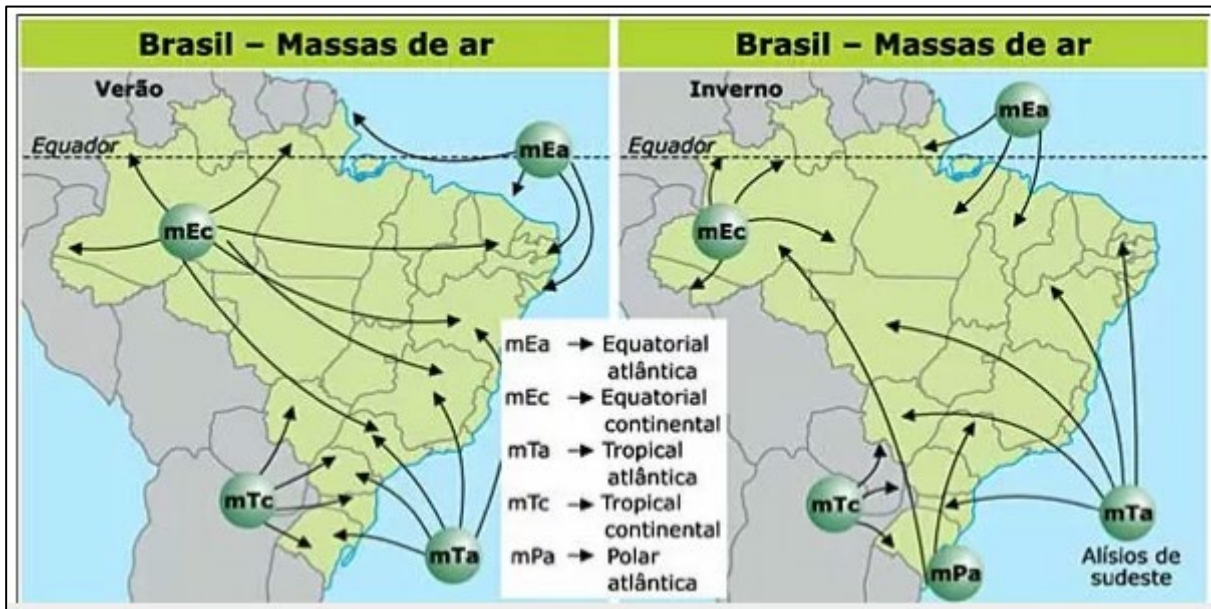 Brasil – Massas de ar
Verão
Equador
mEa
mEc
mTc
mTa
mEa → Equatorial
atlântica
mEc → Equatorial
continental
mTa → Tropical
atlântica
mTc → Tropical
continental
mPa → Polar
atlântica
Brasil – Massas de ar
Inverno
Equador
mEa
mEc
mTc
mTa
Alísios de
sudeste
mPa